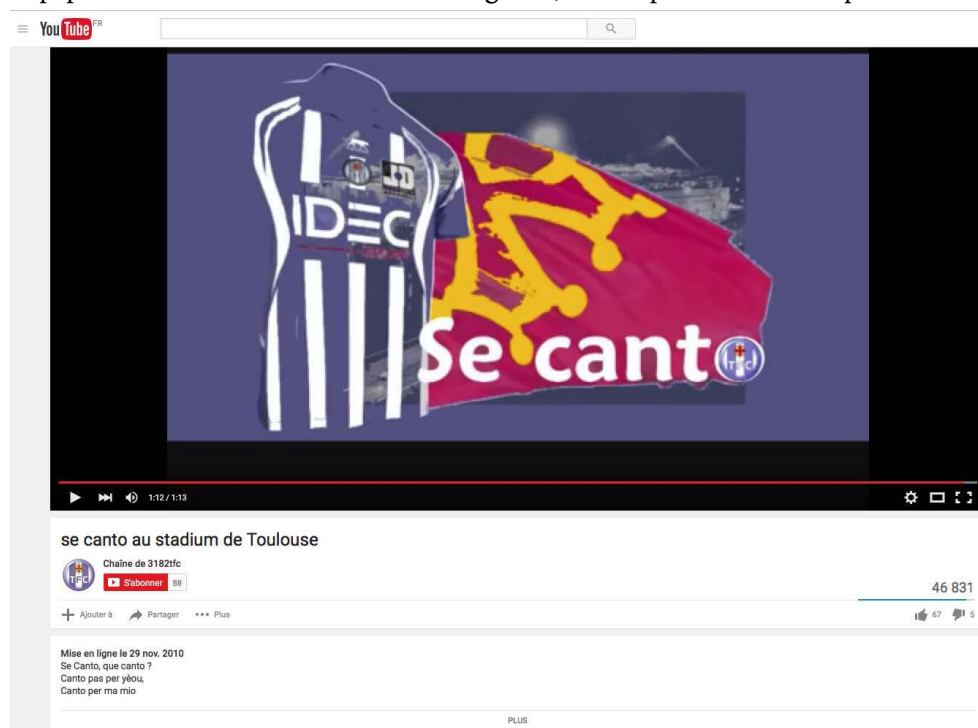 You Tube FR
IDEC
Se canto
TFC
1:12 / 1:13
se canto au stadium de Toulouse
TFC
Chaîne de 3182tfc
S'abonner 88
46 831
Ajouter à Partager Plus
67 5
Mise en ligne le 29 nov. 2010
Se Canto, que canto ?
Canto pas per yèou,
Canto per ma mio
PLUS